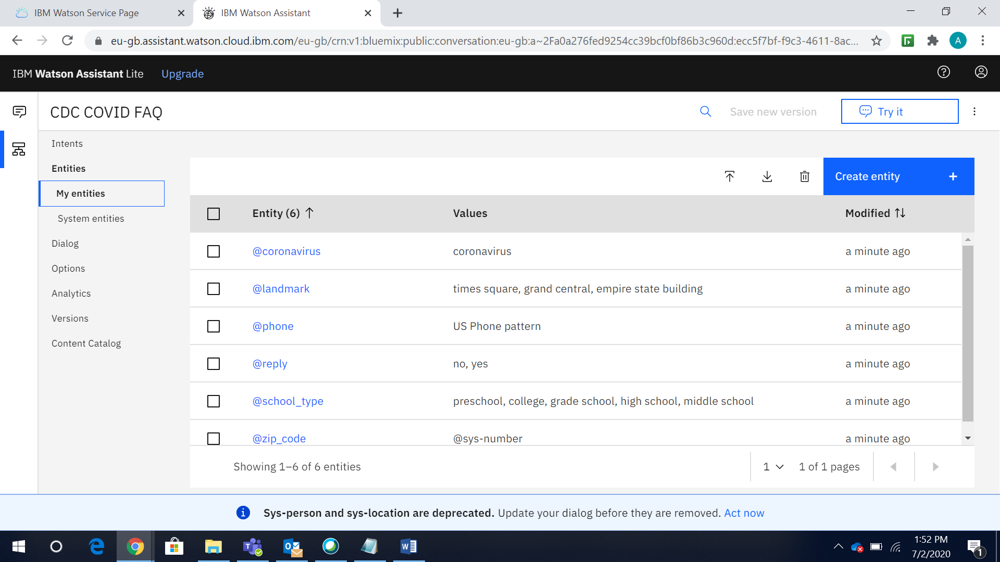 IBM Watson Service Page
IBM Watson Assistant
eu-gb.assistant.watson.cloud.ibm.com/eu-gb/crn:v1:bluemix:public:conversation:eu-gb:a~2Fa0a276fed9254cc39bcf0bf86b3c960d:ecc5f7bf-f9c3-4611-8ac...
A
IBM Watson Assistant Lite
Upgrade
CDC COVID FAQ
Save new version
Try it
Intents
Entities
My entities
System entities
Dialog
Options
Analytics
Versions
Content Catalog
Create entity +
Entity (6) Values Modified
@coronavirus coronavirus a minute ago
@landmark times square, grand central, empire state building a minute ago
@phone US Phone pattern a minute ago
@reply no, yes a minute ago
@school_type preschool, college, grade school, high school, middle school a minute ago
@zip_code @sys-number a minute ago
Showing 1–6 of 6 entities 1 1 of 1 pages
Sys-person and sys-location are deprecated. Update your dialog before they are removed. Act now
1:52 PM
7/2/2020
1